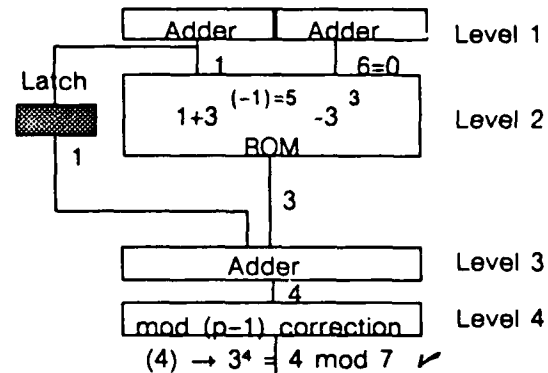 Adder Adder Level 1
1 6=0
Latch
1+3 (-1)=5 -3 3 Level 2
ROM
1
3
Adder Level 3
4
mod (p-1) correction Level 4
(4) → 3⁴ = 4 mod 7 ✓